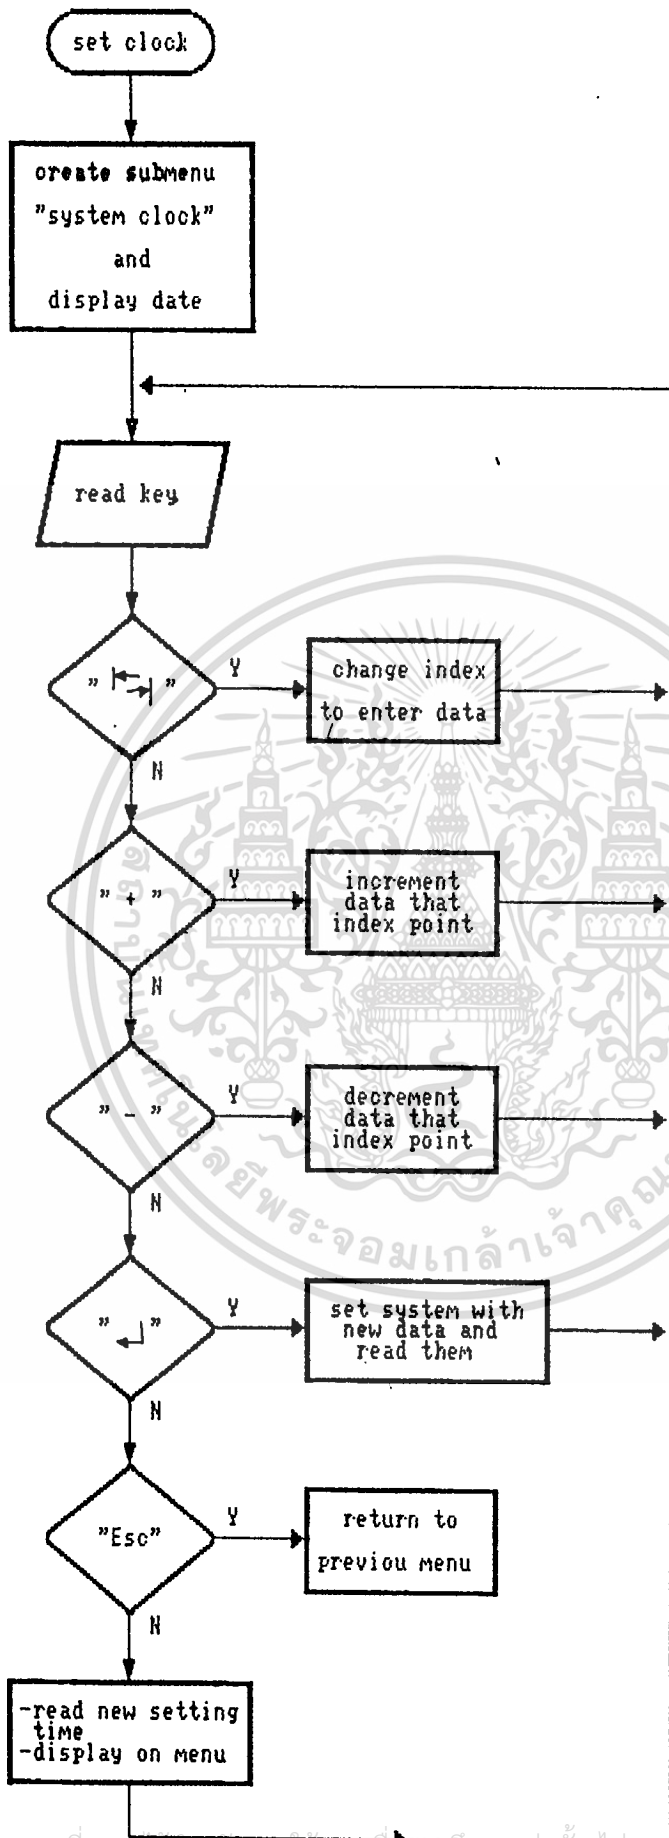 set clock
create submenu
"system clock"
and
display date
read key
" "
Y
change index
to enter data
N
" + "
Y
increment
data that
index point
N
" - "
Y
decrement
data that
index point
N
" ↵ "
Y
set system with
new data and
read them
N
"Esc"
Y
return to
previou menu
N
-read new setting
time
-display on menu